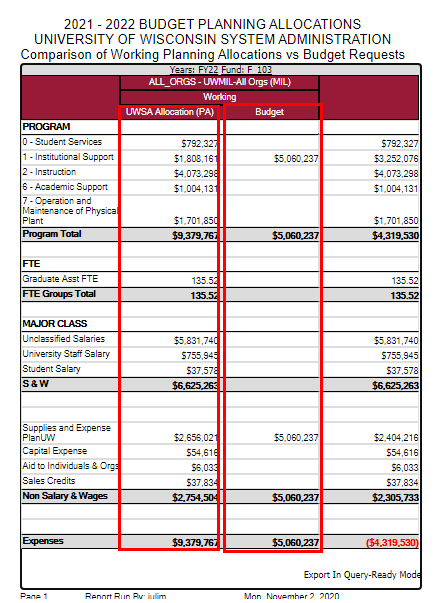 2021 - 2022 BUDGET PLANNING ALLOCATIONS
UNIVERSITY OF WISCONSIN SYSTEM ADMINISTRATION
Comparison of Working Planning Allocations vs Budget Requests
Years: FY22 Fund: F_103
ALL_ORGS - UWMIL-All Orgs (MIL)
Working
UWSA Allocation (PA) Budget
PROGRAM
0 - Student Services $792,327 $792,327
1 - Institutional Support $1,808,161 $5,060,237 $3,252,076
2 - Instruction $4,073,298 $4,073,298
6 - Academic Support $1,004,131 $1,004,131
7 - Operation and
Maintenance of Physical
Plant $1,701,850 $1,701,850
Program Total $9,379,767 $5,060,237 $4,319,530
FTE
Graduate Asst FTE 135.52 135.52
FTE Groups Total 135.52 135.52
MAJOR CLASS
Unclassified Salaries $5,831,740 $5,831,740
University Staff Salary $755,945 $755,945
Student Salary $37,578 $37,578
S & W $6,625,263 $6,625,263
Supplies and Expense
PlanUW $2,656,021 $5,060,237 $2,404,216
Capital Expense $54,616 $54,616
Aid to Individuals & Orgs $6,033 $6,033
Sales Credits $37,834 $37,834
Non Salary & Wages $2,754,504 $5,060,237 $2,305,733
Expenses $9,379,767 $5,060,237 ($4,319,530)
Export In Query-Ready Mode
Page 1 Report Run By: julim Mon, November 2, 2020